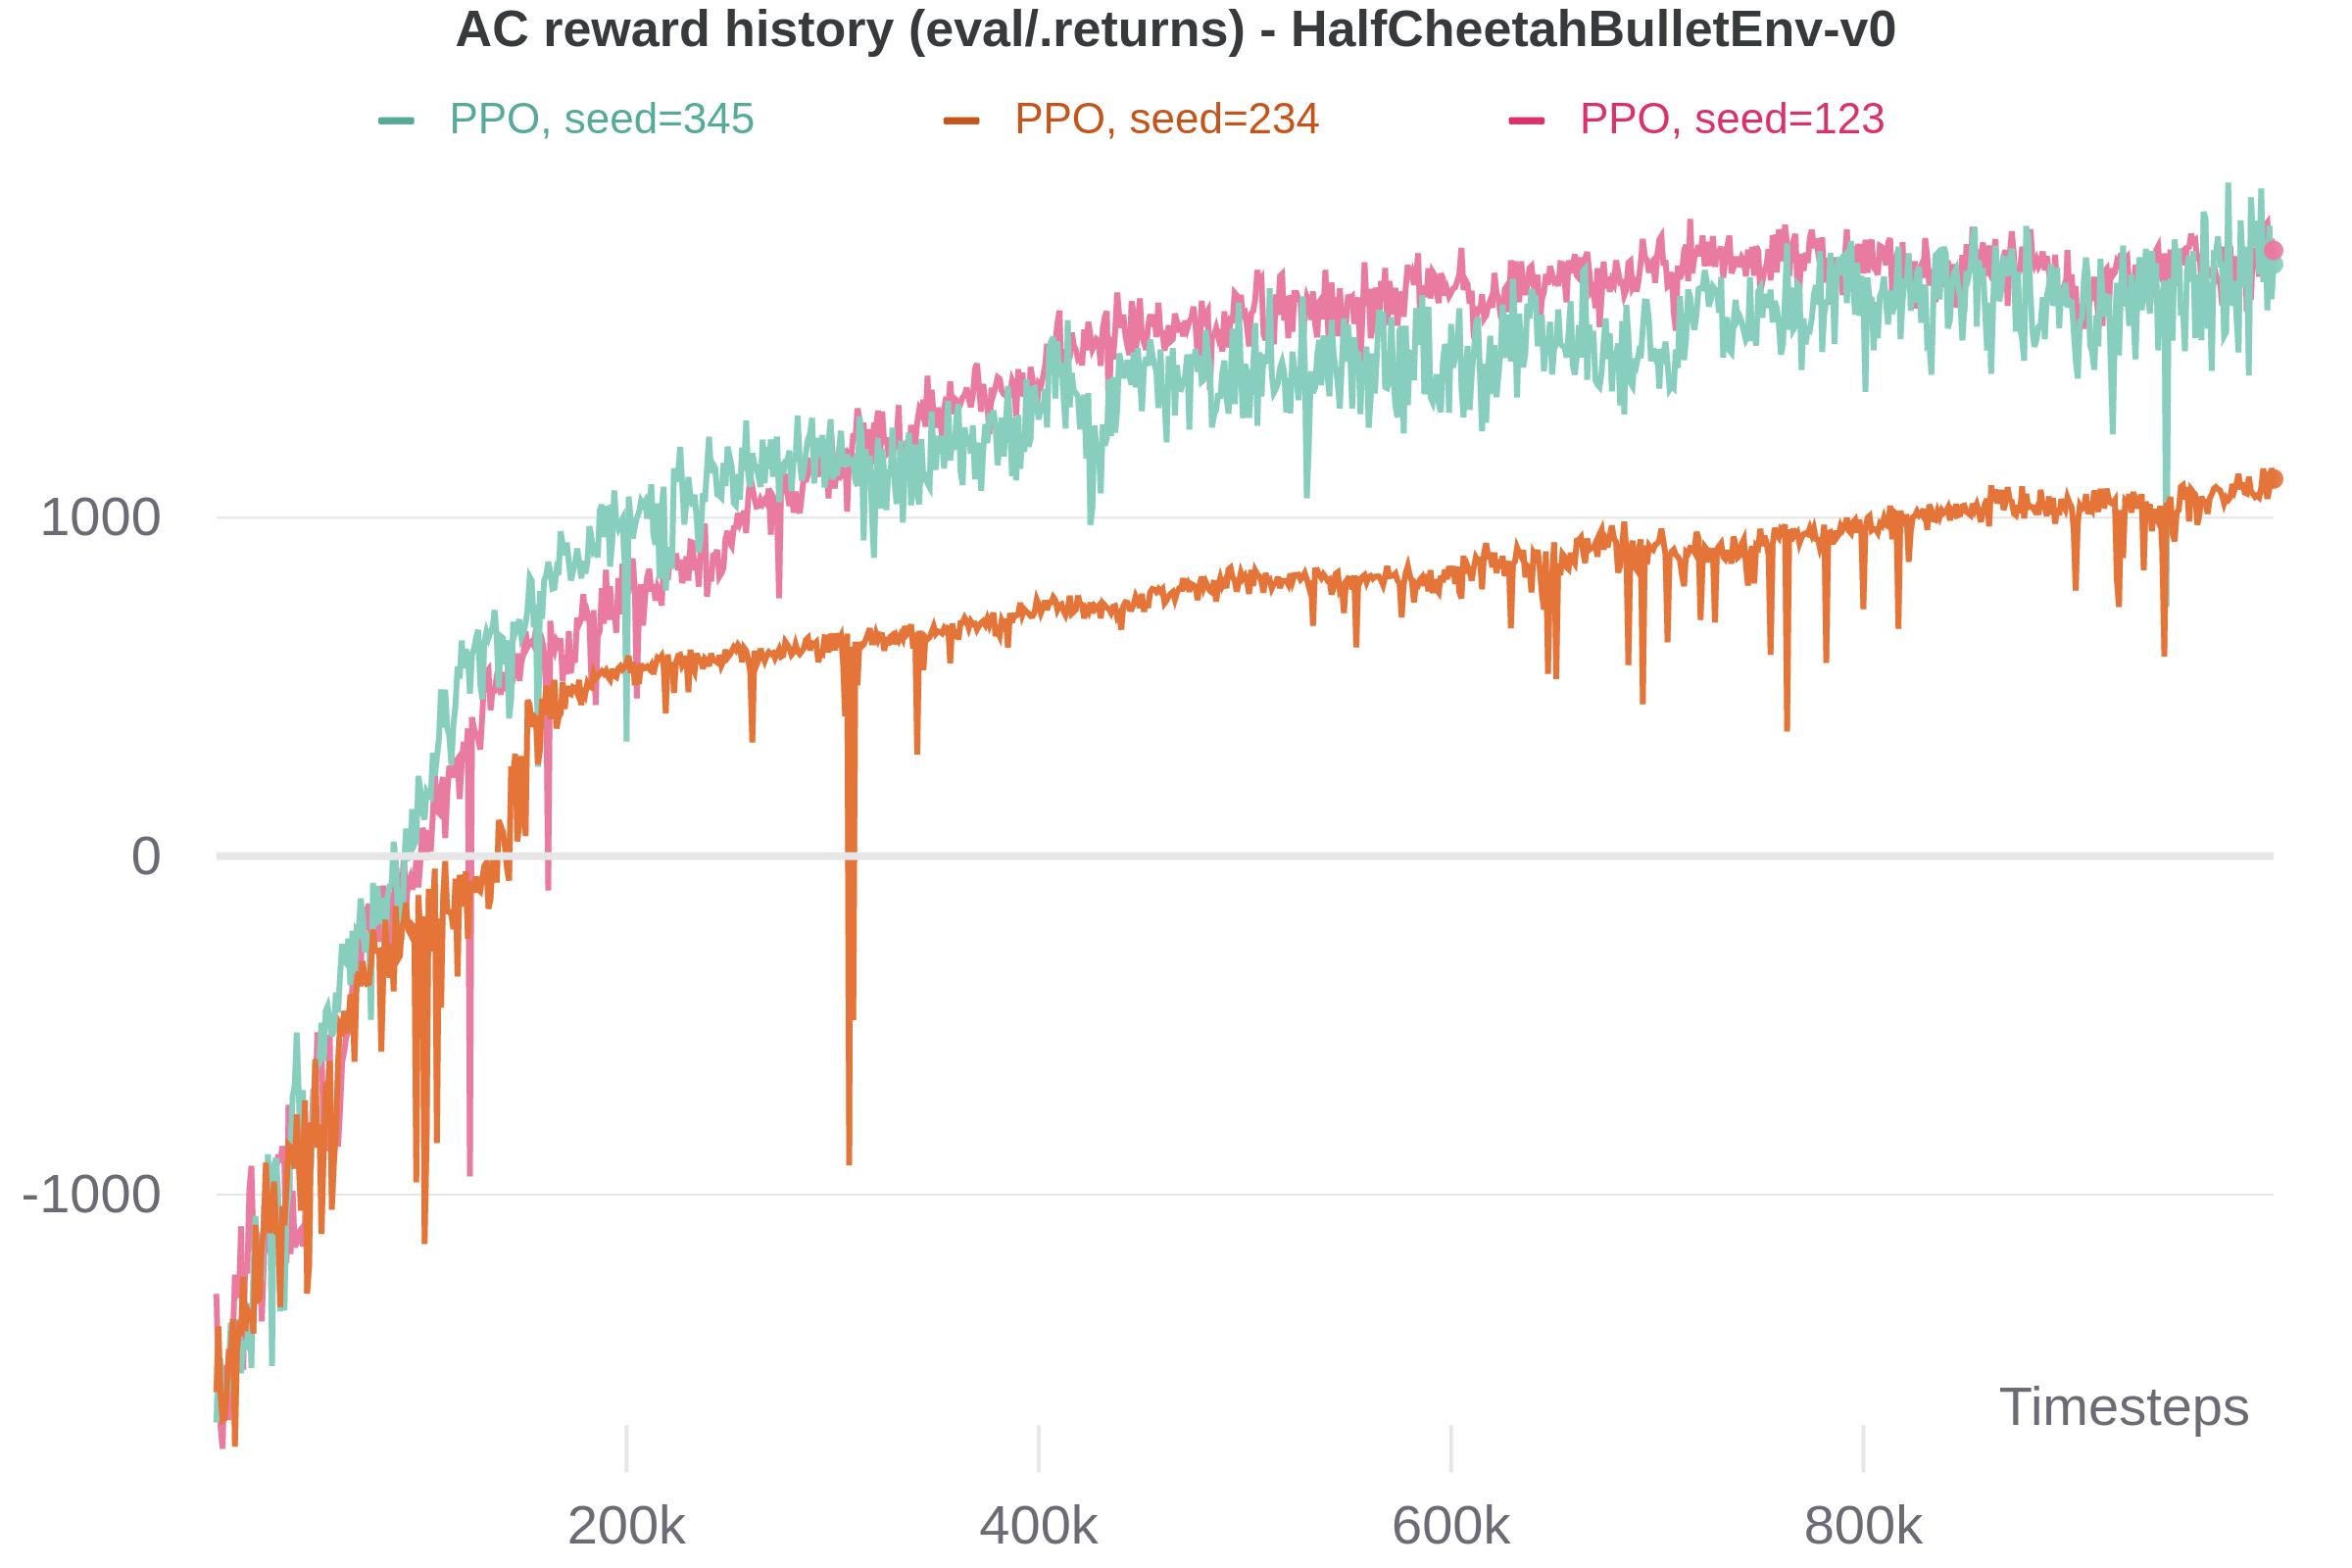 AC reward history (eval/.returns) - HalfCheetahBulletEnv-v0
PPO, seed=345 PPO, seed=234 PPO, seed=123
1000
0
-1000
Timesteps
200k 400k 600k 800k